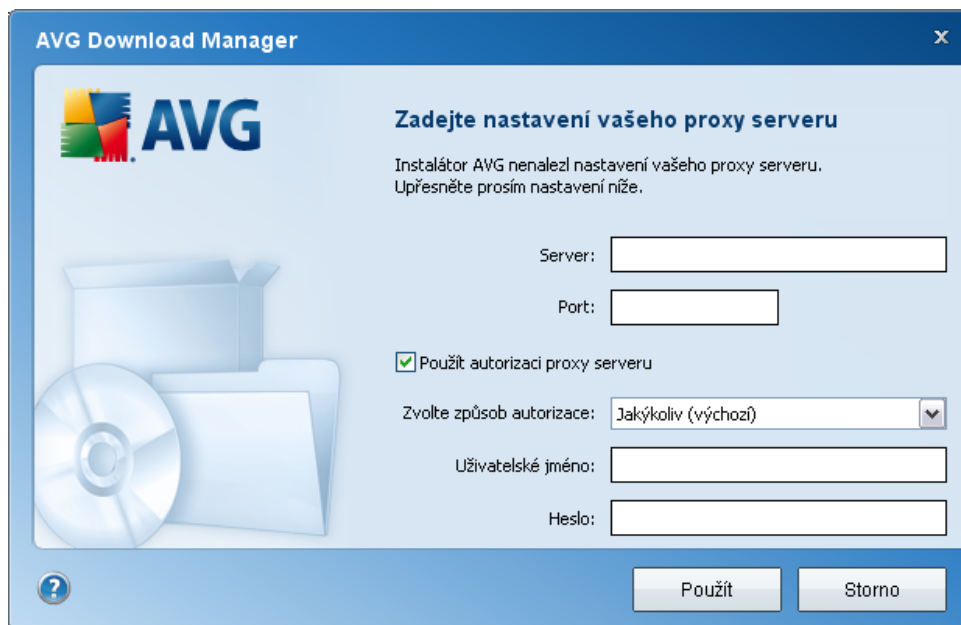 AVG Download Manager
x
AVG
Zadejte nastavení vašeho proxy serveru
Instalátor AVG nenalezl nastavení vašeho proxy serveru.
Upřesněte prosím nastavení níže.
Server:
Port:
Použít autorizaci proxy serveru
Zvolte způsob autorizace: Jakýkoliv (výchozí)
Uživatelské jméno:
Heslo:
? Použít Storno